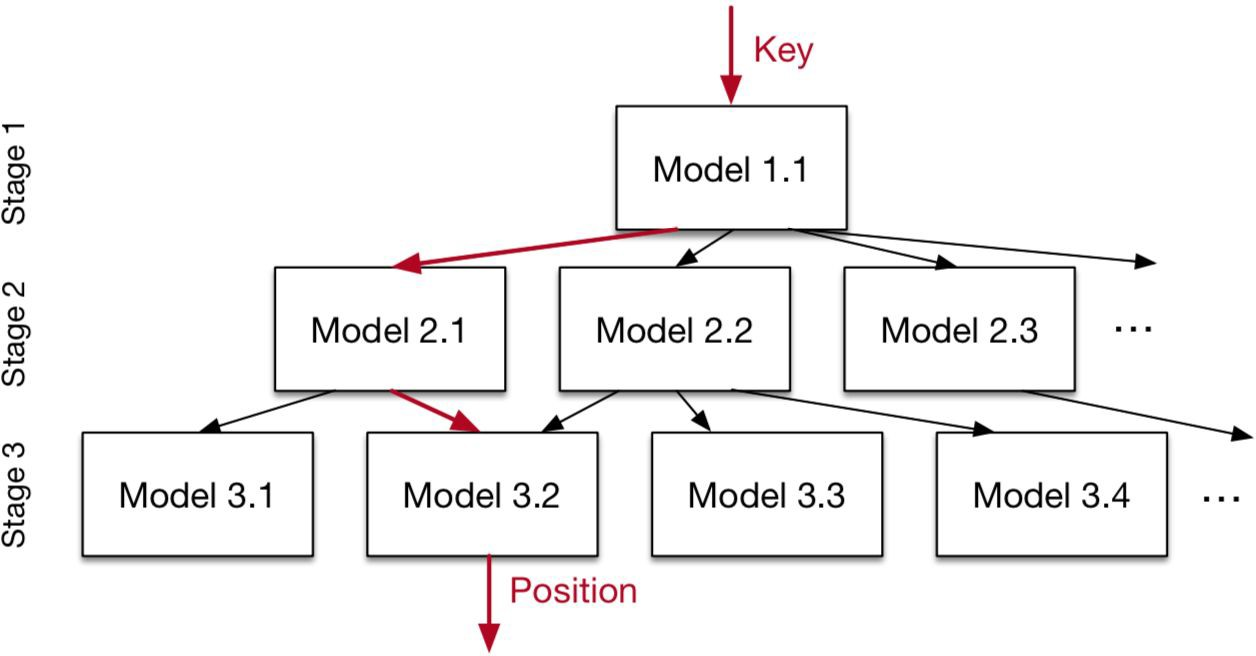 Key
Stage 1
Model 1.1
Stage 2
Model 2.1
Model 2.2
Model 2.3
...
Stage 3
Model 3.1
Model 3.2
Model 3.3
Model 3.4
...
Position